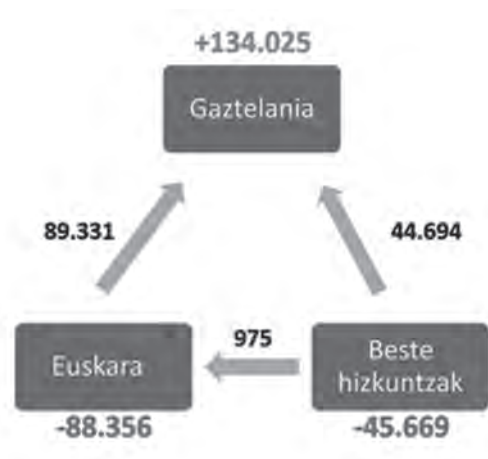 +134.025
Gaztelania
89.331
44.694
975
Euskara
Beste
hizkuntzak
-88.356
-45.669